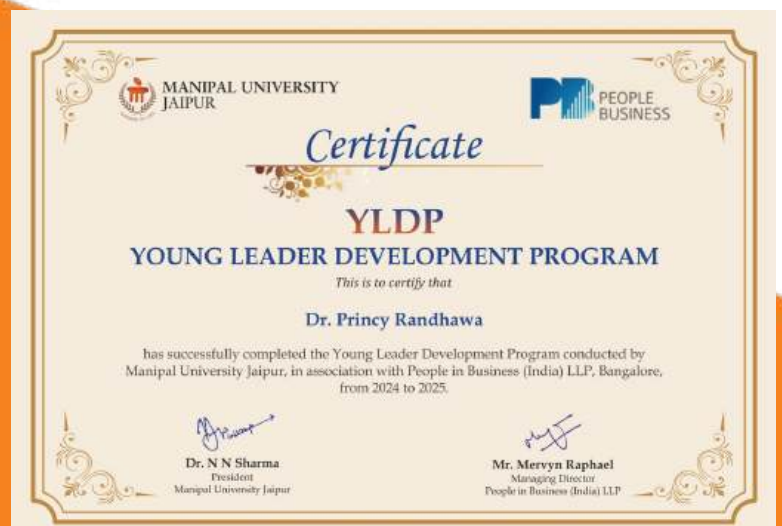 MANIPAL UNIVERSITY
JAIPUR
PEOPLE
BUSINESS
Certificate
YLDP
YOUNG LEADER DEVELOPMENT PROGRAM
This is to certify that
Dr. Princy Randhawa
has successfully completed the Young Leader Development Program conducted by
Manipal University Jaipur, in association with People in Business (India) LLP, Bangalore,
from 2024 to 2025.
Dr. N N Sharma
President
Manipal University Jaipur
Mr. Mervyn Raphael
Managing Director
People in Business (India) LLP